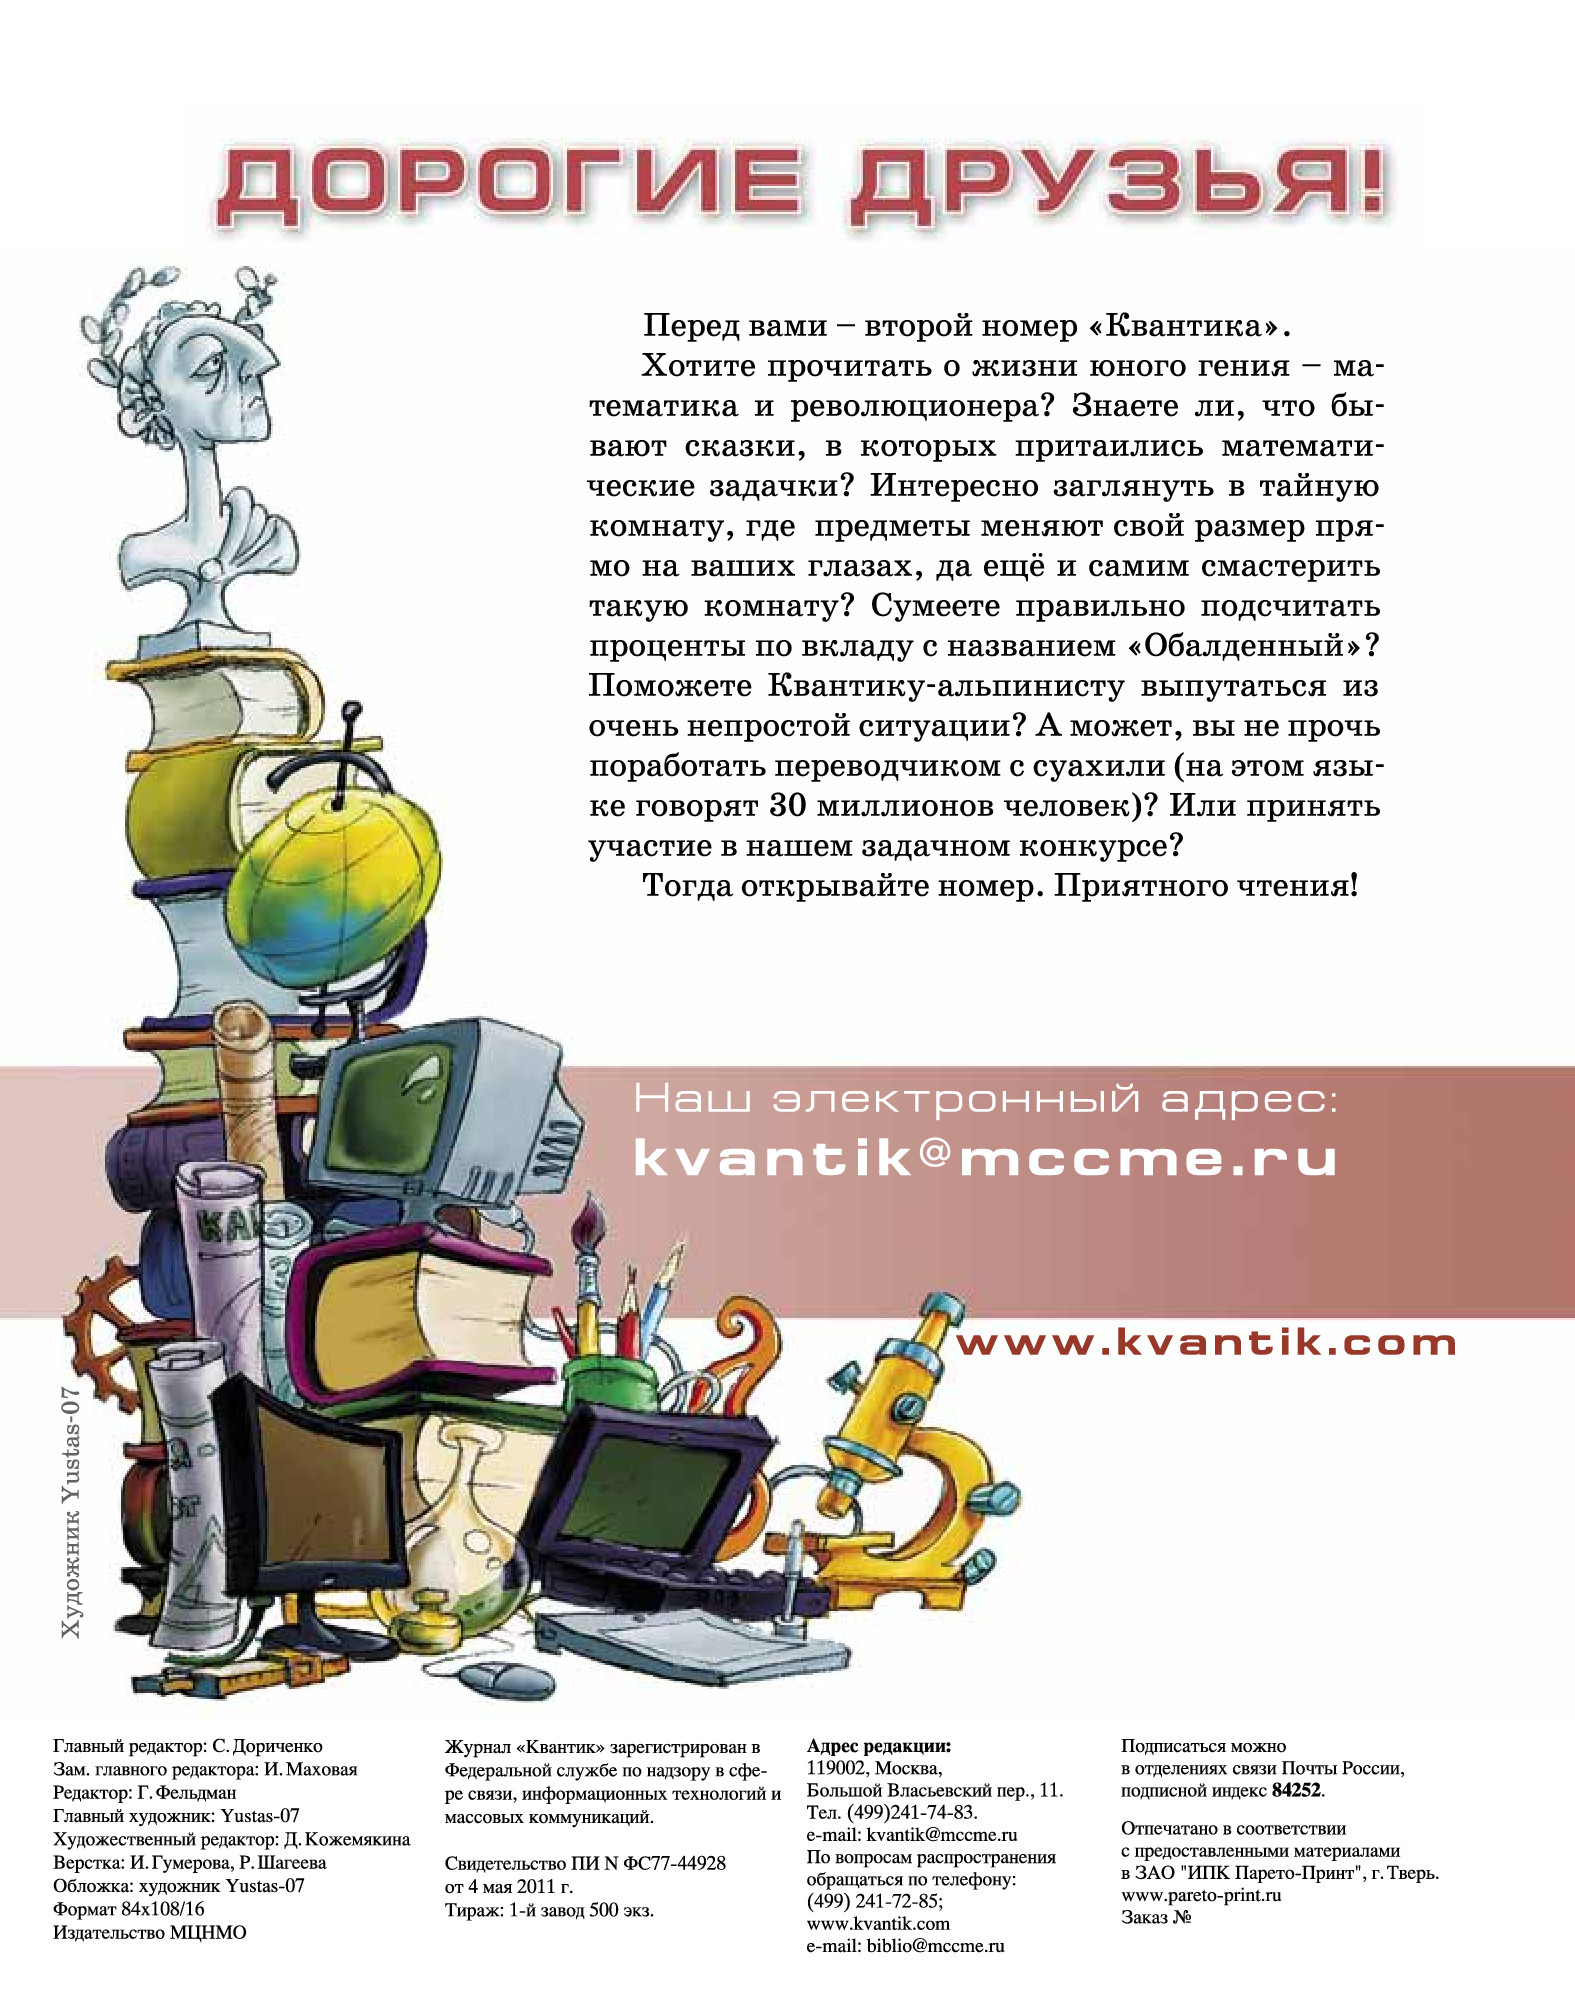 ДОРОГИЕ ДРУЗЬЯ!
Перед вами – второй номер «Квантика».
Хотите прочитать о жизни юного гения – ма-
тематика и революционера? Знаете ли, что бы-
вают сказки, в которых притаились математи-
ческие задачки? Интересно заглянуть в тайную
комнату, где предметы меняют свой размер пря-
мо на ваших глазах, да ещё и самим смастерить
такую комнату? Сумеете правильно подсчитать
проценты по вкладу с названием «Обалденный»?
Поможете Квантику-альпинисту выпутаться из
очень непростой ситуации? А может, вы не прочь
поработать переводчиком с суахили (на этом язы-
ке говорят 30 миллионов человек)? Или принять
участие в нашем задачном конкурсе?
Тогда открывайте номер. Приятного чтения!
Наш электронный адрес:
kvantik@mccme.ru
www.kvantik.com
Художник Yustas-07
Главный редактор: С. Дориченко
Зам. главного редактора: И. Маховая
Редактор: Г. Фельдман
Главный художник: Yustas-07
Художественный редактор: Д. Кожемякина
Верстка: И. Гумерова, Р. Шагеева
Обложка: художник Yustas-07
Формат 84х108/16
Издательство МЦНМО
Журнал «Квантик» зарегистрирован в
Федеральной службе по надзору в сфе-
ре связи, информационных технологий и
массовых коммуникаций.
Свидетельство ПИ N ФС77-44928
от 4 мая 2011 г.
Тираж: 1-й завод 500 экз.
Адрес редакции:
119002, Москва,
Большой Власьевский пер., 11.
Тел. (499)241-74-83.
e-mail: kvantik@mccme.ru
По вопросам распространения
обращаться по телефону:
(499) 241-72-85;
www.kvantik.com
e-mail: biblio@mccme.ru
Подписаться можно
в отделениях связи Почты России,
подписной индекс 84252.
Отпечатано в соответствии
с предоставленными материалами
в ЗАО "ИПК Парето-Принт", г. Тверь.
www.pareto-print.ru
Заказ №